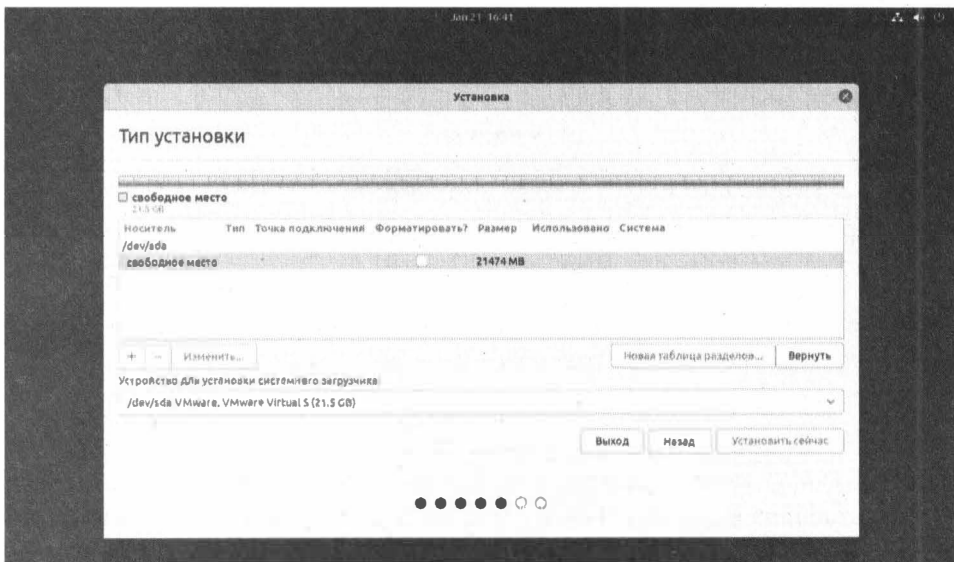 Jan 21 16:41
Установка
Тип установки
свободное место
21.5 GB
Носитель Тип Точка подключения Форматировать? Размер Использовано Система
/dev/sda
свободное место 21474 MB
+ − Изменить... Новая таблица разделов... Вернуть
Устройство для установки системного загрузчика:
/dev/sda VMware, VMware Virtual S (21.5 GB)
Выход Назад Установить сейчас